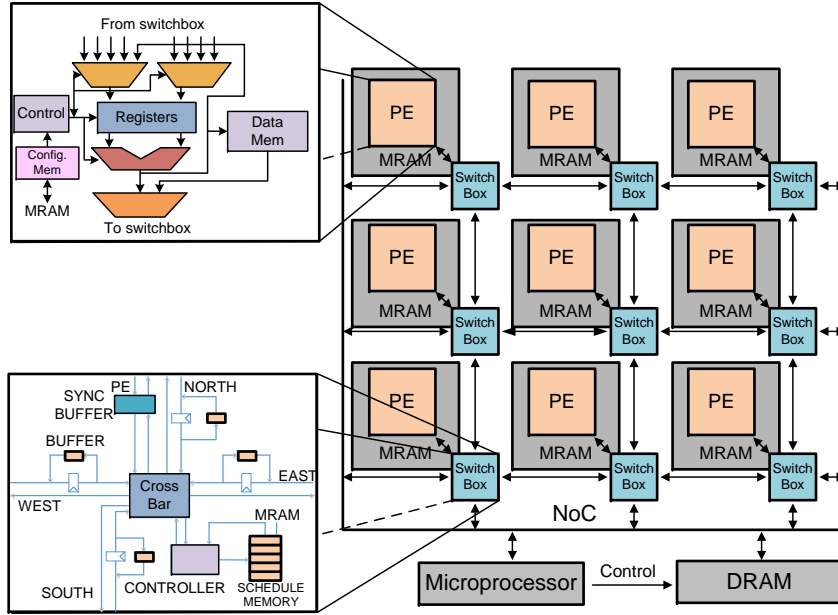 From switchbox
Control
Registers
Data
Mem
Config.
Mem
MRAM
To switchbox
PE
MRAM
Switch
Box
PE
MRAM
Switch
Box
PE
MRAM
Switch
Box
PE
MRAM
Switch
Box
PE
MRAM
Switch
Box
PE
MRAM
Switch
Box
PE
MRAM
Switch
Box
PE
MRAM
Switch
Box
PE
MRAM
Switch
Box
NoC
PE
SYNC
BUFFER
NORTH
BUFFER
EAST
WEST
Cross
Bar
MRAM
SOUTH
CONTROLLER
SCHEDULE
MEMORY
Microprocessor
Control
DRAM